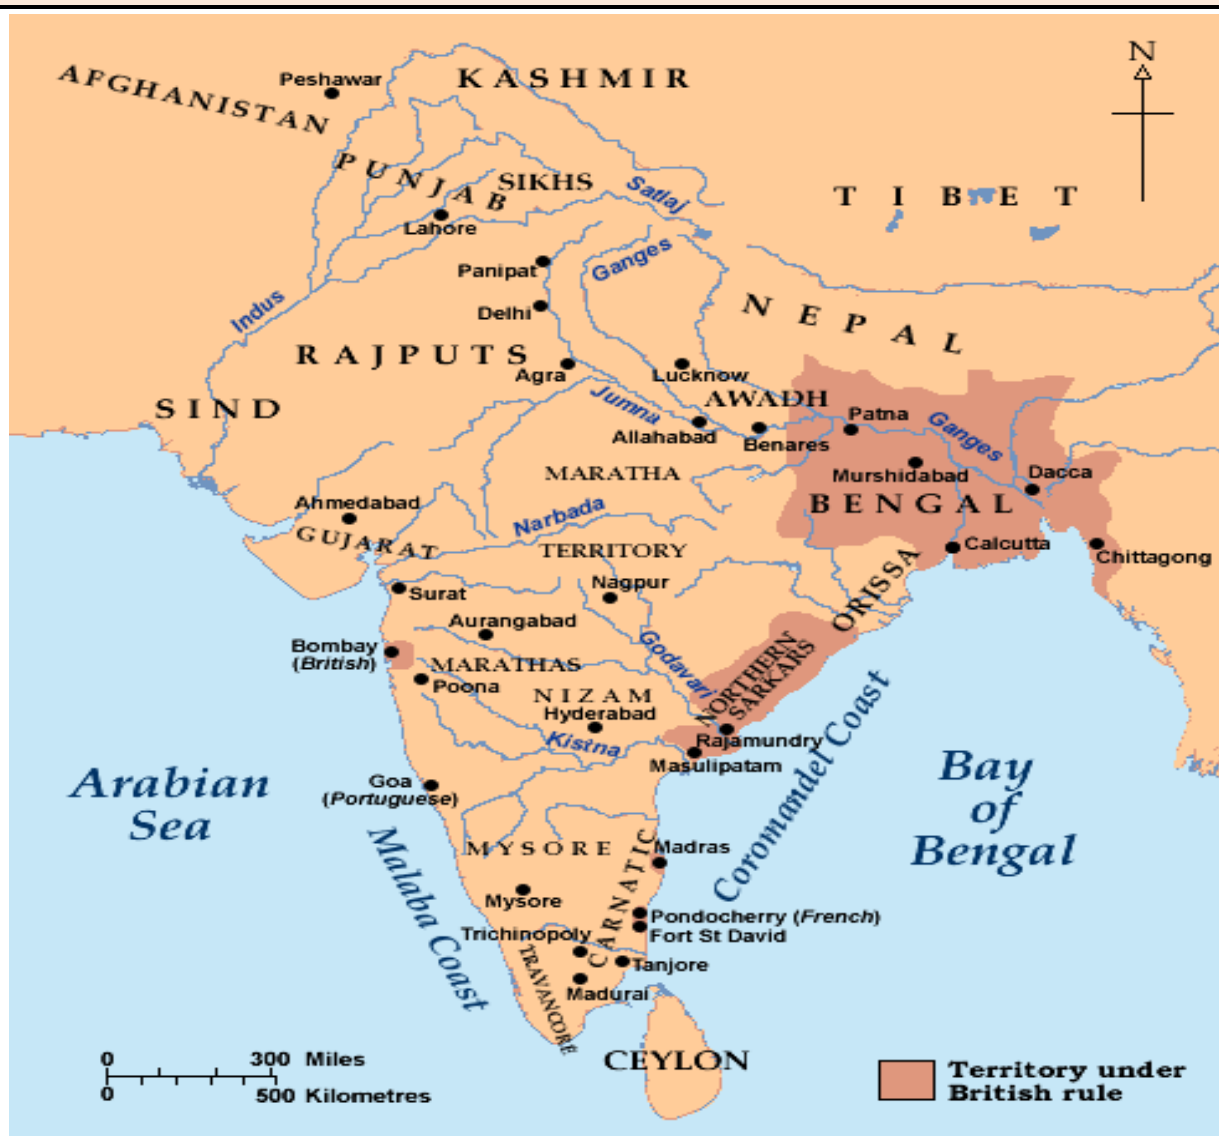 N
AFGHANISTAN
Peshawar
KASHMIR
PUNJAB
SIKHS
Satlaj
TIBET
Lahore
Panipat
Ganges
Indus
Delhi
NEPAL
RAJPUTS
Agra
Lucknow
SIND
Jumna
AWADH
Patna
Ganges
Allahabad
Benares
MARATHA
Murshidabad
Dacca
Ahmedabad
Narbada
BENGAL
GUJARAT
TERRITORY
Calcutta
Chittagong
Surat
Nagpur
ORISSA
Aurangabad
Bombay
(British)
MARATHAS
Godavari
NORTHERN
SARKARS
Poona
NIZAM
Hyderabad
Kistna
Rajamundry
Masulipatam
Arabian
Sea
Goa
(Portuguese)
Coromandel Coast
Bay
of
Bengal
Malaba Coast
MYSORE
CARNATIC
Madras
Mysore
Pondocherry (French)
Fort St David
Trichinopoly
TRAVANCORE
Tanjore
Madurai
CEYLON
0 300 Miles
0 500 Kilometres
Territory under
British rule